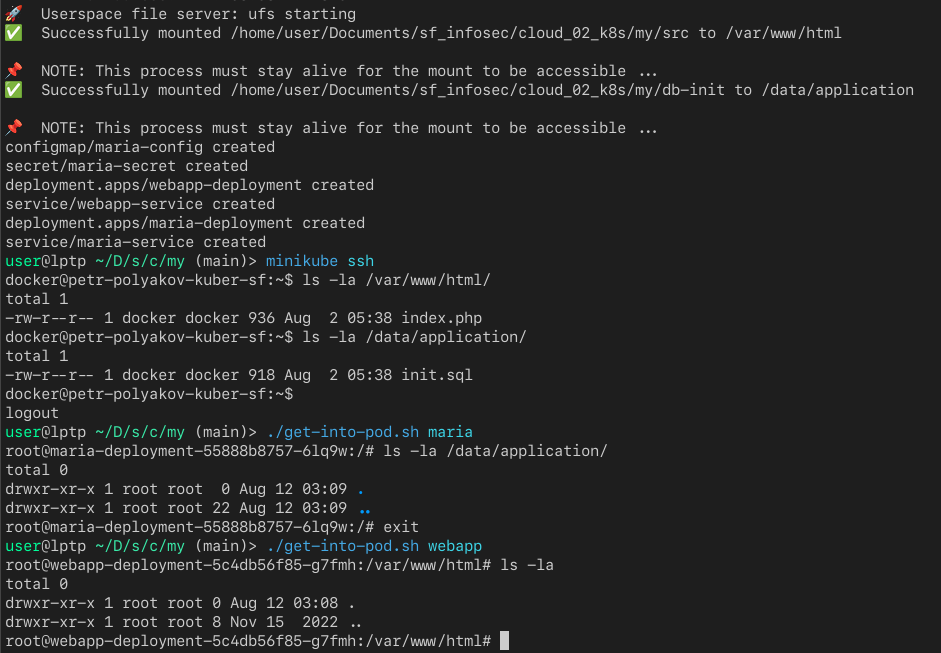 🚀  Userspace file server: ufs starting
✅  Successfully mounted /home/user/Documents/sf_infosec/cloud_02_k8s/my/src to /var/www/html
📌  NOTE: This process must stay alive for the mount to be accessible ...
✅  Successfully mounted /home/user/Documents/sf_infosec/cloud_02_k8s/my/db-init to /data/application
📌  NOTE: This process must stay alive for the mount to be accessible ...
configmap/maria-config created
secret/maria-secret created
deployment.apps/webapp-deployment created
service/webapp-service created
deployment.apps/maria-deployment created
service/maria-service created
user@lptp ~/D/s/c/my (main)> minikube ssh
docker@petr-polyakov-kuber-sf:~$ ls -la /var/www/html/
total 1
-rw-r--r-- 1 docker docker 936 Aug  2 05:38 index.php
docker@petr-polyakov-kuber-sf:~$ ls -la /data/application/
total 1
-rw-r--r-- 1 docker docker 918 Aug  2 05:38 init.sql
docker@petr-polyakov-kuber-sf:~$
logout
user@lptp ~/D/s/c/my (main)> ./get-into-pod.sh maria
root@maria-deployment-55888b8757-6lq9w:/# ls -la /data/application/
total 0
drwxr-xr-x 1 root root  0 Aug 12 03:09 .
drwxr-xr-x 1 root root 22 Aug 12 03:09 ..
root@maria-deployment-55888b8757-6lq9w:/# exit
user@lptp ~/D/s/c/my (main)> ./get-into-pod.sh webapp
root@webapp-deployment-5c4db56f85-g7fmh:/var/www/html# ls -la
total 0
drwxr-xr-x 1 root root 0 Aug 12 03:08 .
drwxr-xr-x 1 root root 8 Nov 15  2022 ..
root@webapp-deployment-5c4db56f85-g7fmh:/var/www/html#